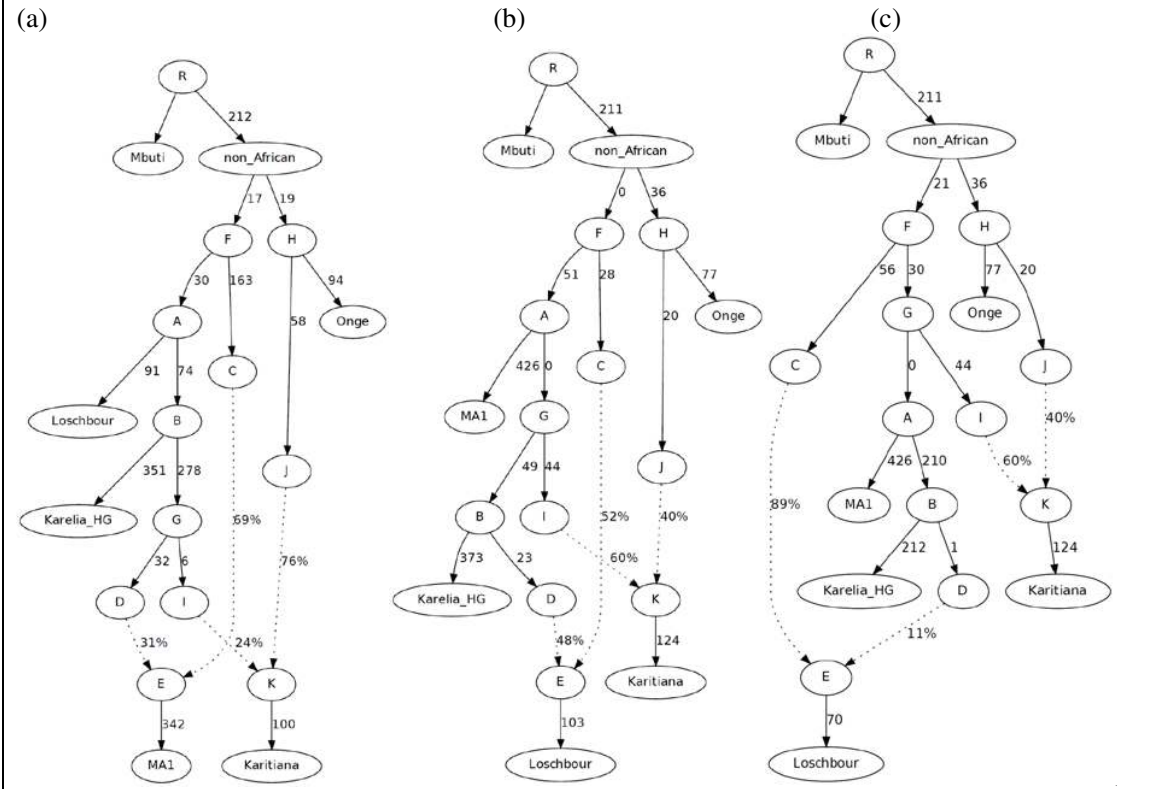 (a)
R
212
Mbuti
non_African
17
19
F
H
30
163
94
A
58
Onge
91
74
C
Loschbour
B
351
278
J
Karelia_HG
G
69%
32
6
76%
D
I
31%
24%
E
K
342
100
MA1
Karitiana
(b)
R
211
Mbuti
non_African
0
36
F
H
51
28
77
A
20
Onge
426
0
C
MA1
G
49
44
J
B
I
52%
40%
373
23
60%
Karelia_HG
D
K
48%
124
E
Karitiana
103
Loschbour
(c)
R
211
Mbuti
non_African
21
36
F
H
56
30
77
20
G
Onge
C
0
44
J
A
I
40%
426
210
60%
89%
MA1
B
K
212
1
124
Karelia_HG
D
Karitiana
11%
E
70
Loschbour